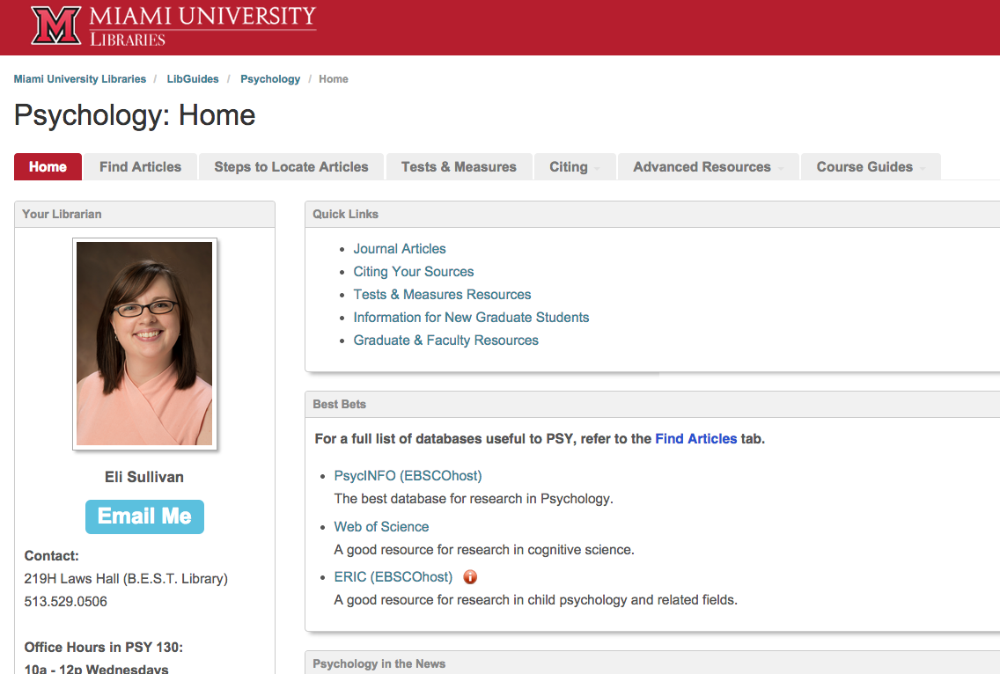 MIAMI UNIVERSITY
LIBRARIES
Miami University Libraries / LibGuides / Psychology / Home
Psychology: Home
Home Find Articles Steps to Locate Articles Tests & Measures Citing Advanced Resources Course Guides
Your Librarian
Eli Sullivan
Email Me
Contact:
219H Laws Hall (B.E.S.T. Library)
513.529.0506
Office Hours in PSY 130:
10a - 12p Wednesdays
Quick Links
Journal Articles
Citing Your Sources
Tests & Measures Resources
Information for New Graduate Students
Graduate & Faculty Resources
Best Bets
For a full list of databases useful to PSY, refer to the Find Articles tab.
PsycINFO (EBSCOhost)
The best database for research in Psychology.
Web of Science
A good resource for research in cognitive science.
ERIC (EBSCOhost)
A good resource for research in child psychology and related fields.
Psychology in the News